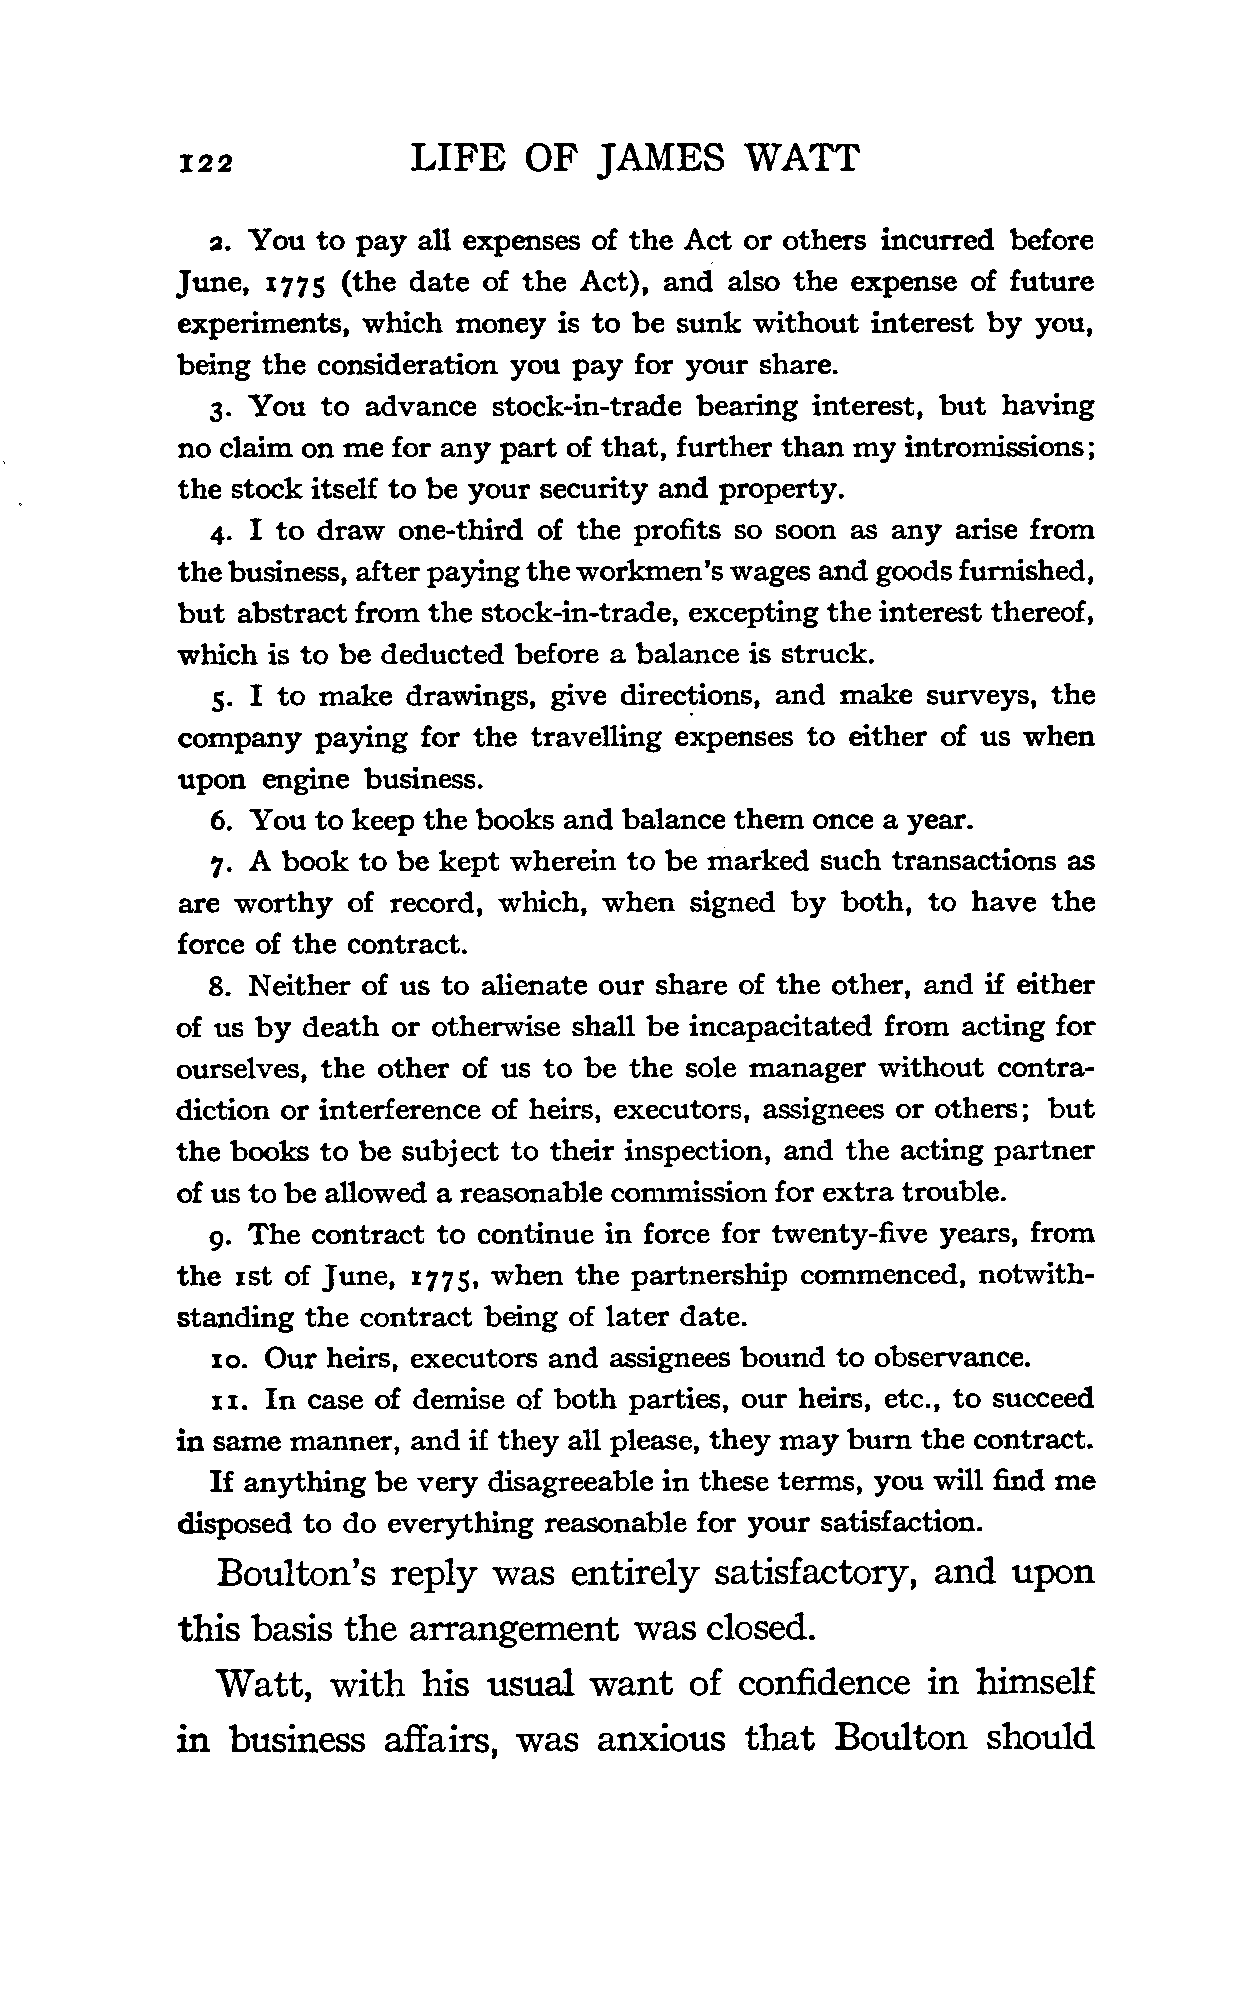 122 LIFE OF JAMES WATT
2. You to pay all expenses of the Act or others incurred before
June, 1775 (the date of the Act), and also the expense of future
experiments, which money is to be sunk without interest by you,
being the consideration you pay for your share.
3. You to advance stock-in-trade bearing interest, but having
no claim on me for any part of that, further than my intromissions;
the stock itself to be your security and property.
4. I to draw one-third of the profits so soon as any arise from
the business, after paying the workmen's wages and goods furnished,
but abstract from the stock-in-trade, excepting the interest thereof,
which is to be deducted before a balance is struck.
5. I to make drawings, give directions, and make surveys, the
company paying for the travelling expenses to either of us when
upon engine business.
6. You to keep the books and balance them once a year.
7. A book to be kept wherein to be marked such transactions as
are worthy of record, which, when signed by both, to have the
force of the contract.
8. Neither of us to alienate our share of the other, and if either
of us by death or otherwise shall be incapacitated from acting for
ourselves, the other of us to be the sole manager without contra-
diction or interference of heirs, executors, assignees or others; but
the books to be subject to their inspection, and the acting partner
of us to be allowed a reasonable commission for extra trouble.
9. The contract to continue in force for twenty-five years, from
the 1st of June, 1775, when the partnership commenced, notwith-
standing the contract being of later date.
10. Our heirs, executors and assignees bound to observance.
11. In case of demise of both parties, our heirs, etc., to succeed
in same manner, and if they all please, they may burn the contract.
If anything be very disagreeable in these terms, you will find me
disposed to do everything reasonable for your satisfaction.
Boulton's reply was entirely satisfactory, and upon
this basis the arrangement was closed.
Watt, with his usual want of confidence in himself
in business affairs, was anxious that Boulton should